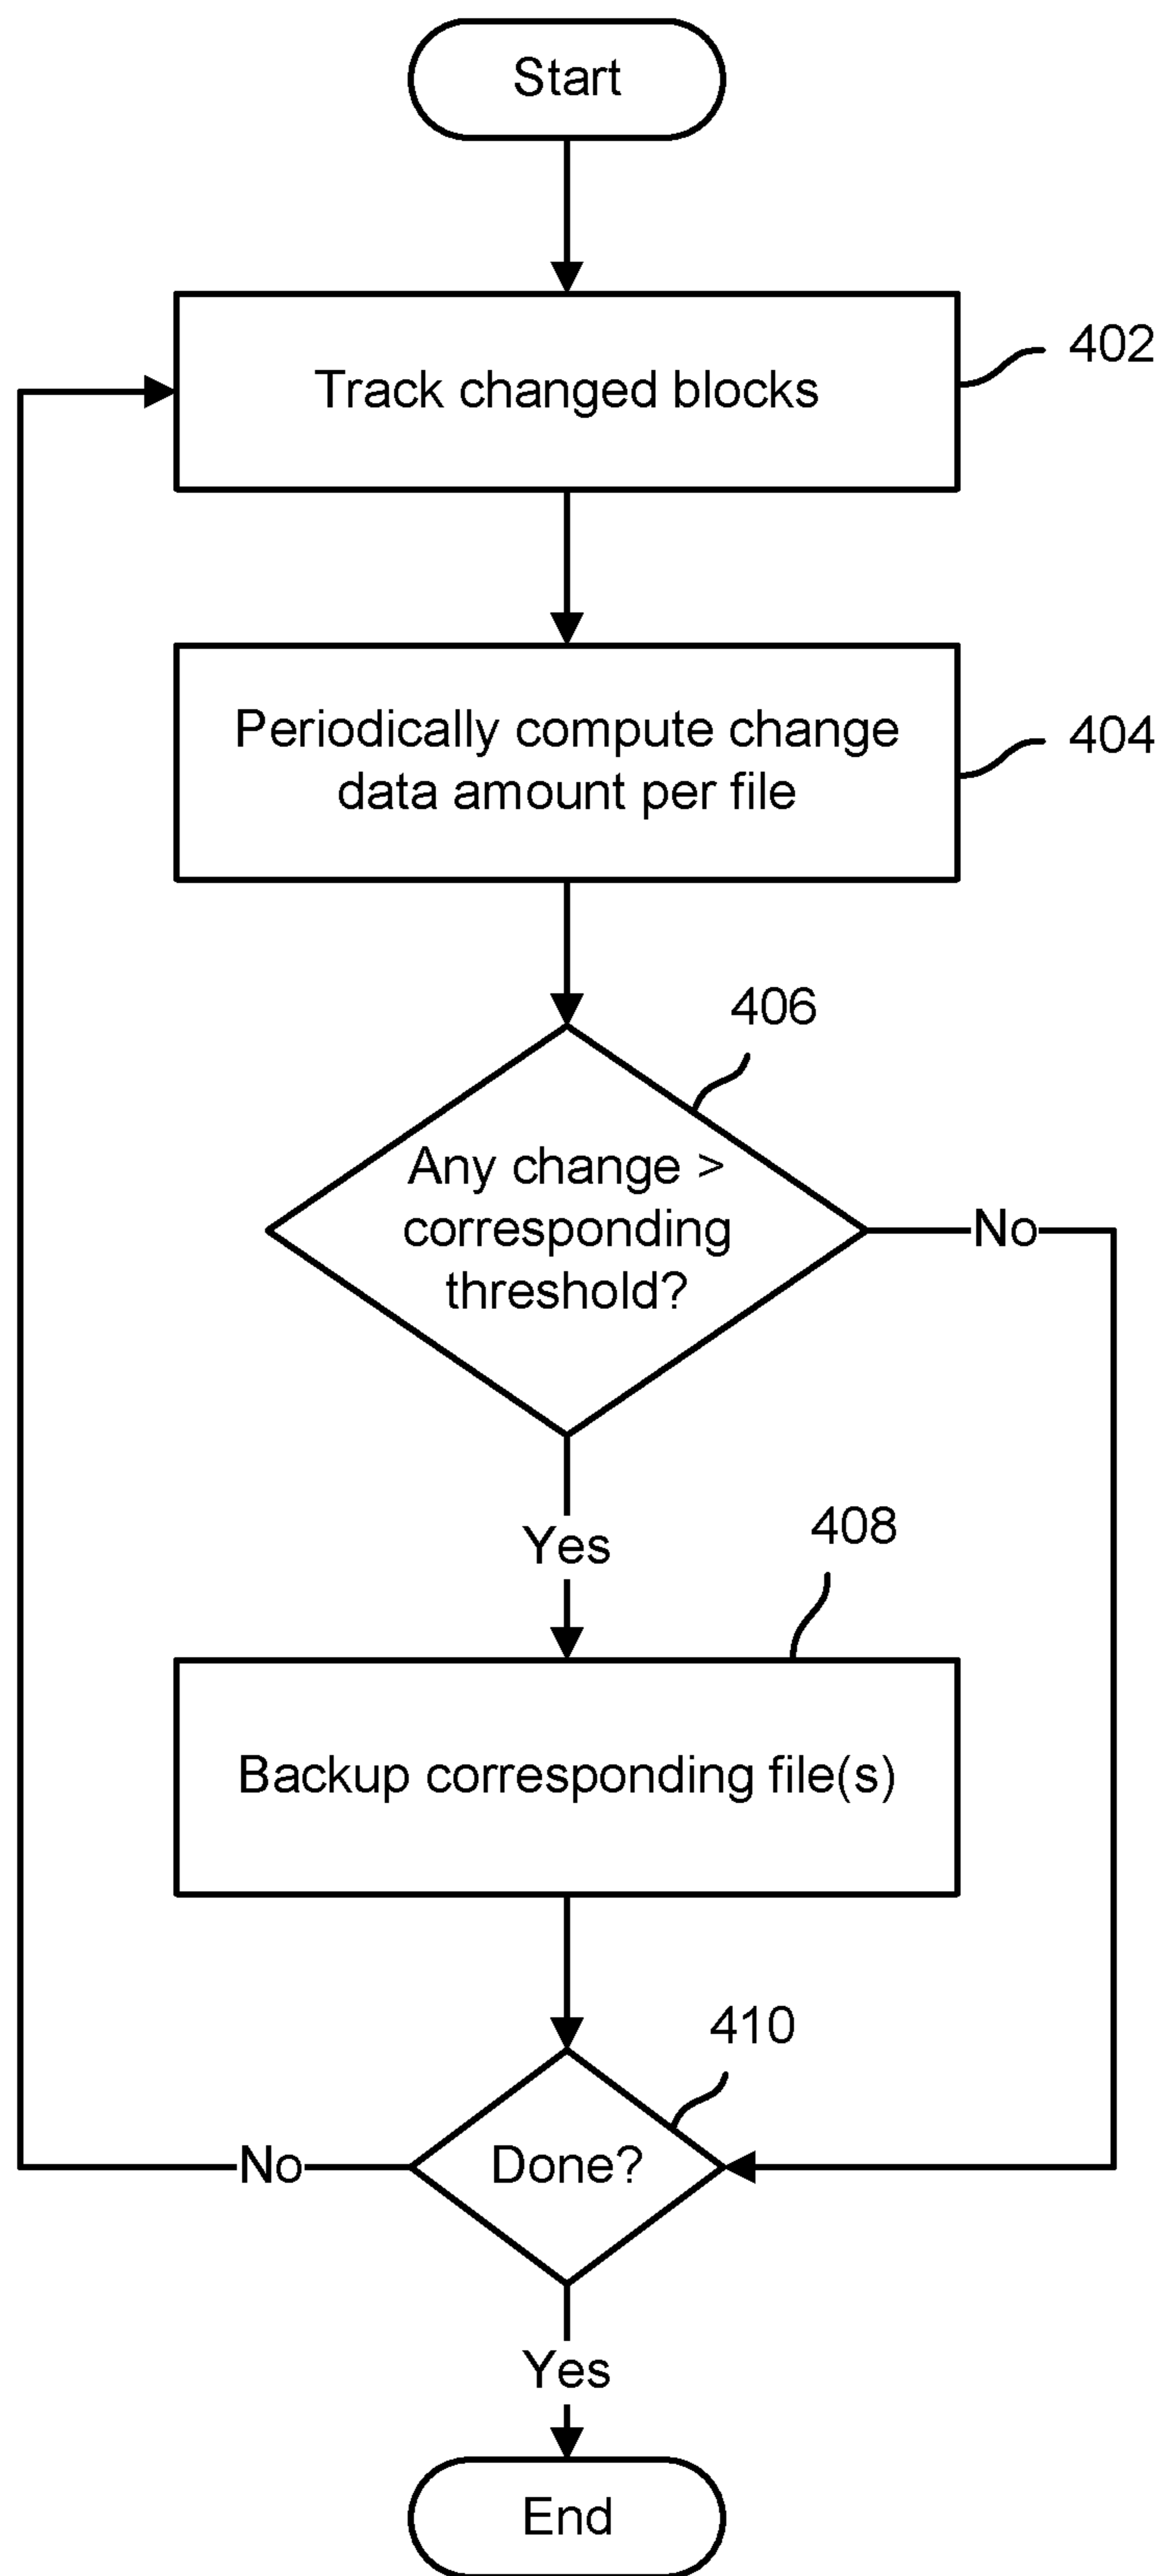 Start
Track changed blocks
402
Periodically compute change
data amount per file
404
406
Any change >
corresponding
threshold?
No
Yes
408
Backup corresponding file(s)
410
Done?
No
Yes
End